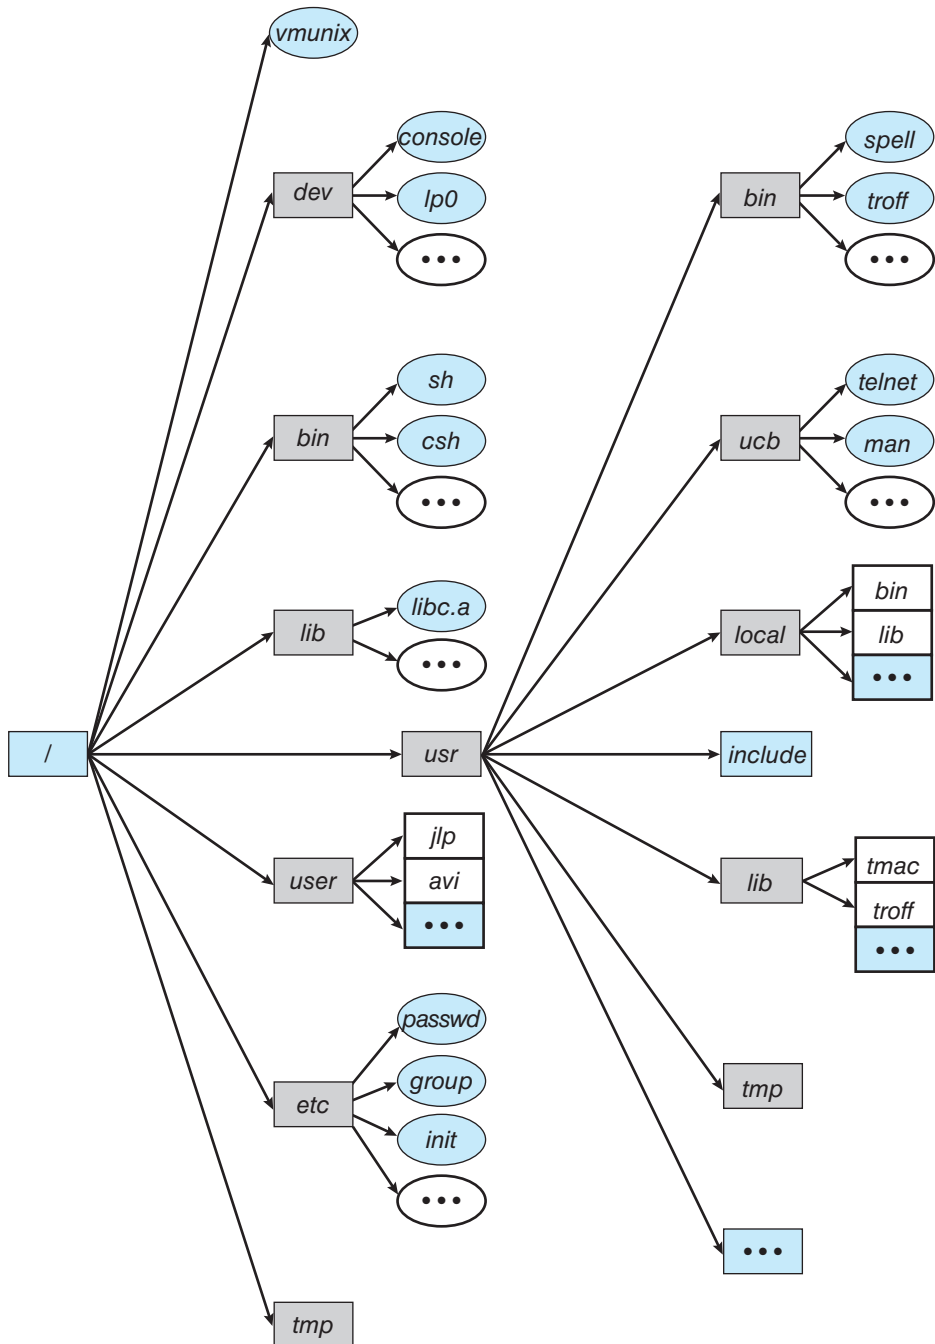 vmunix
console
dev
lp0
•••
sh
bin
csh
•••
libc.a
lib
•••
/
usr
jlp
user
avi
•••
passwd
group
etc
init
•••
tmp
spell
bin
troff
•••
telnet
ucb
man
•••
bin
local
lib
•••
include
tmac
lib
troff
•••
tmp
•••